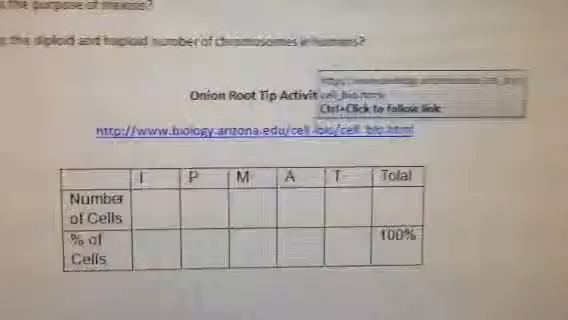 the purpose of meiosis?
the diploid and haploid number of chromosomes in humans?
Onion Root Tip Activit
Ctrl+Click to follow link
http://www.biology.arizona.edu/cell_bio/cell_bio.html
I P M A T Total
Number of Cells
% of Cells 100%